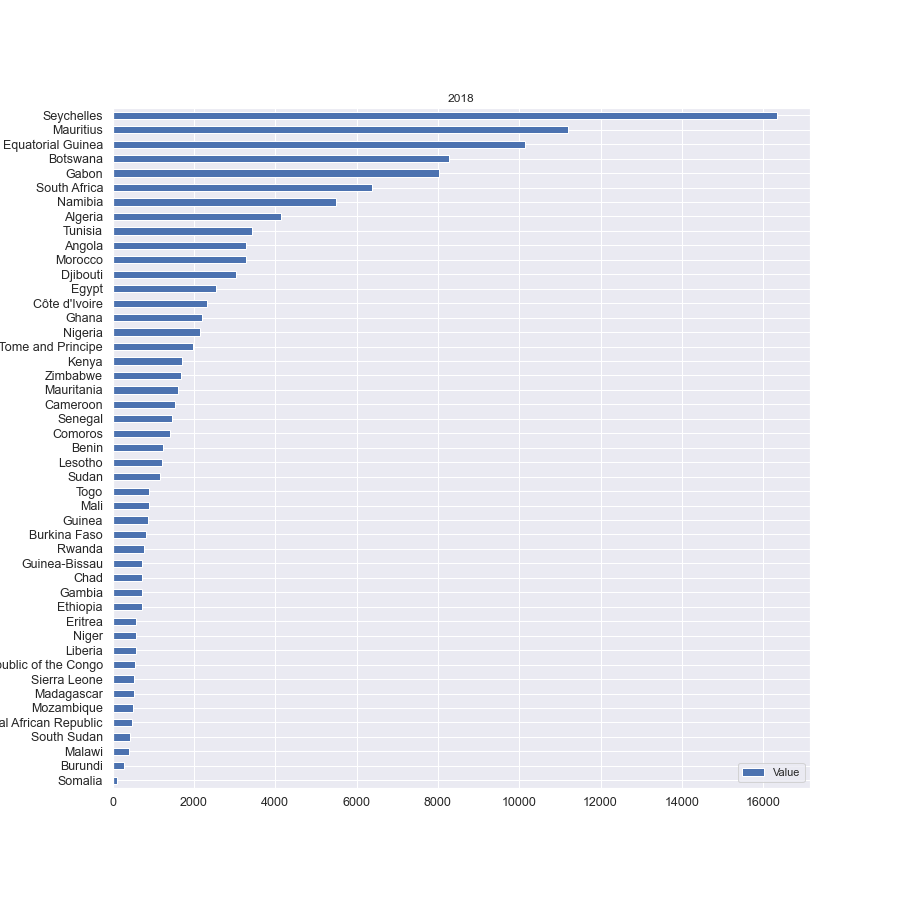 2018
Seychelles
Mauritius
Equatorial Guinea
Botswana
Gabon
South Africa
Namibia
Algeria
Tunisia
Angola
Morocco
Djibouti
Egypt
Côte d'Ivoire
Ghana
Nigeria
Tome and Principe
Kenya
Zimbabwe
Mauritania
Cameroon
Senegal
Comoros
Benin
Lesotho
Sudan
Togo
Mali
Guinea
Burkina Faso
Rwanda
Guinea-Bissau
Chad
Gambia
Ethiopia
Eritrea
Niger
Liberia
public of the Congo
Sierra Leone
Madagascar
Mozambique
al African Republic
South Sudan
Malawi
Burundi
Somalia
Value
0 2000 4000 6000 8000 10000 12000 14000 16000